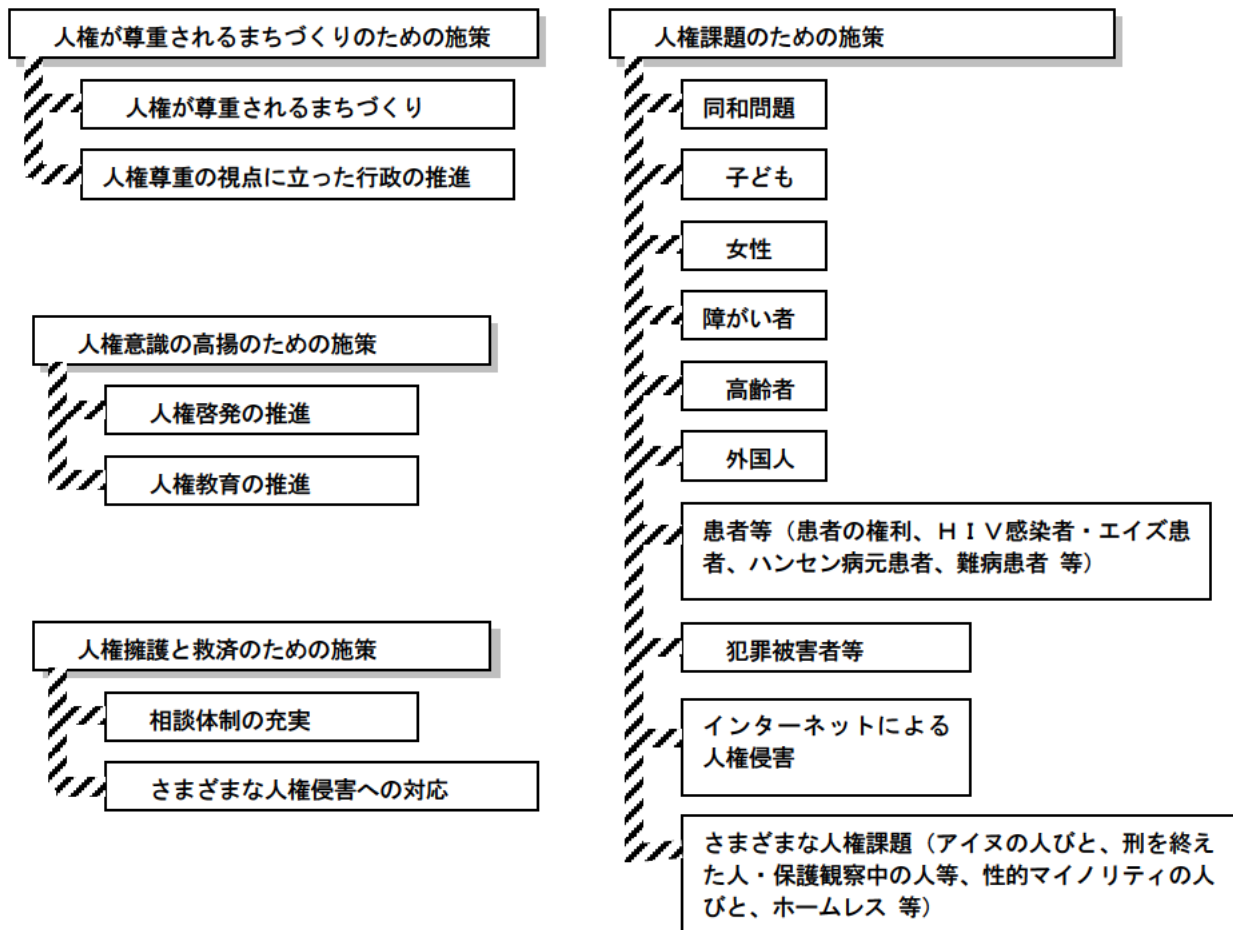 人権が尊重されるまちづくりのための施策
人権が尊重されるまちづくり
人権尊重の視点に立った行政の推進
人権意識の高揚のための施策
人権啓発の推進
人権教育の推進
人権擁護と救済のための施策
相談体制の充実
さまざまな人権侵害への対応
人権課題のための施策
同和問題
子ども
女性
障がい者
高齢者
外国人
患者等（患者の権利、ＨＩＶ感染者・エイズ患
者、ハンセン病元患者、難病患者 等）
犯罪被害者等
インターネットによる
人権侵害
さまざまな人権課題（アイヌの人びと、刑を終え
た人・保護観察中の人等、性的マイノリティの人
びと、ホームレス 等）